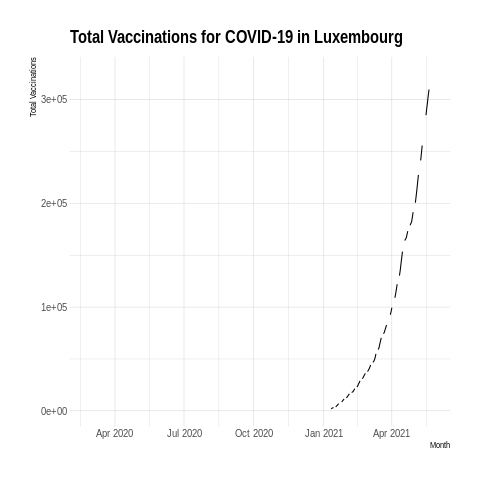 Total Vaccinations for COVID-19 in Luxembourg
Total Vaccinations
3e+05
2e+05
1e+05
0e+00
Apr 2020 Jul 2020 Oct 2020 Jan 2021 Apr 2021
Month